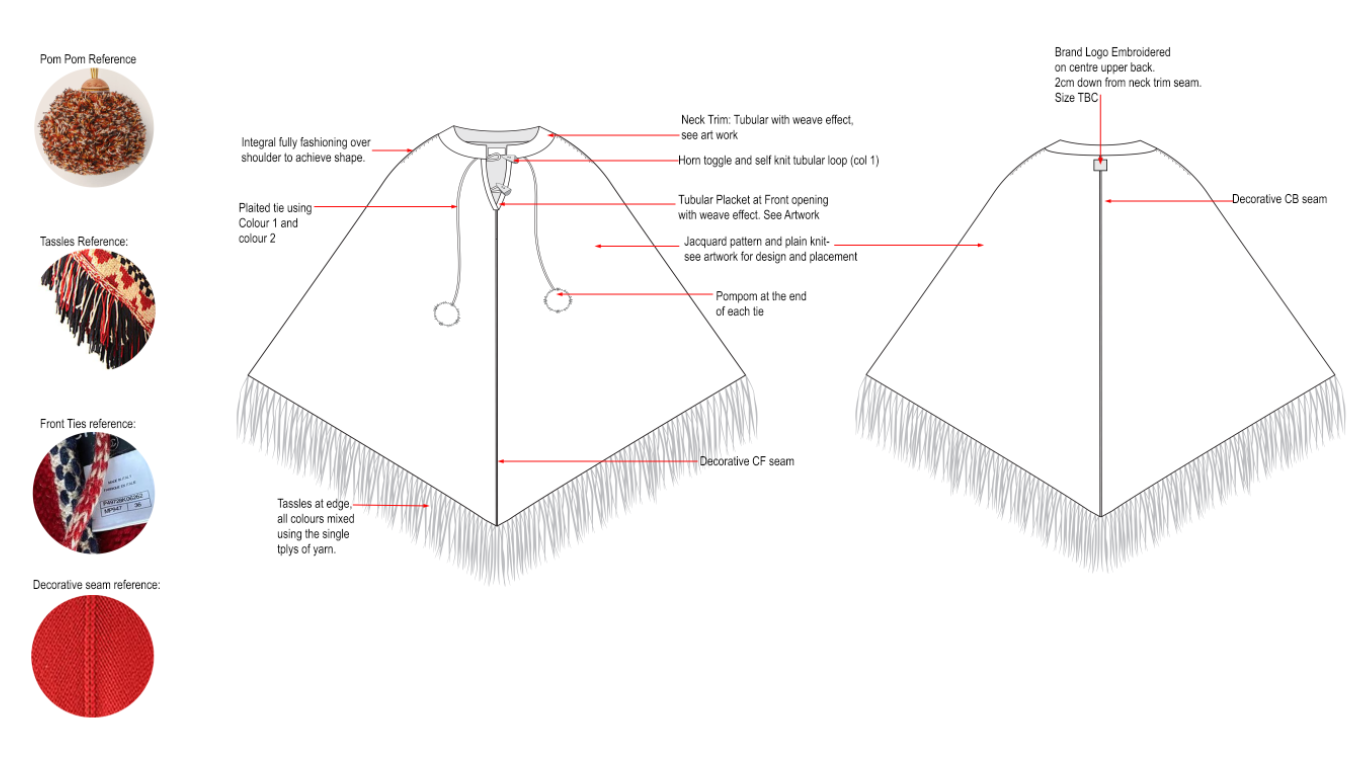 Pom Pom Reference
Tassles Reference:
Front Ties reference:
MADE IN ITALY
MP947
36
Decorative seam reference:
Integral fully fashioning over
shoulder to achieve shape.
Plaited tie using
Colour 1 and
colour 2
Tassles at edge,
all colours mixed
using the single
tplys of yarn.
Neck Trim: Tubular with weave effect,
see art work
Horn toggle and self knit tubular loop (col 1)
Tubular Placket at Front opening
with weave effect. See Artwork
Jacquard pattern and plain knit-
see artwork for design and placement
Pompom at the end
of each tie
Decorative CF seam
Brand Logo Embroidered
on centre upper back.
2cm down from neck trim seam.
Size TBC
Decorative CB seam